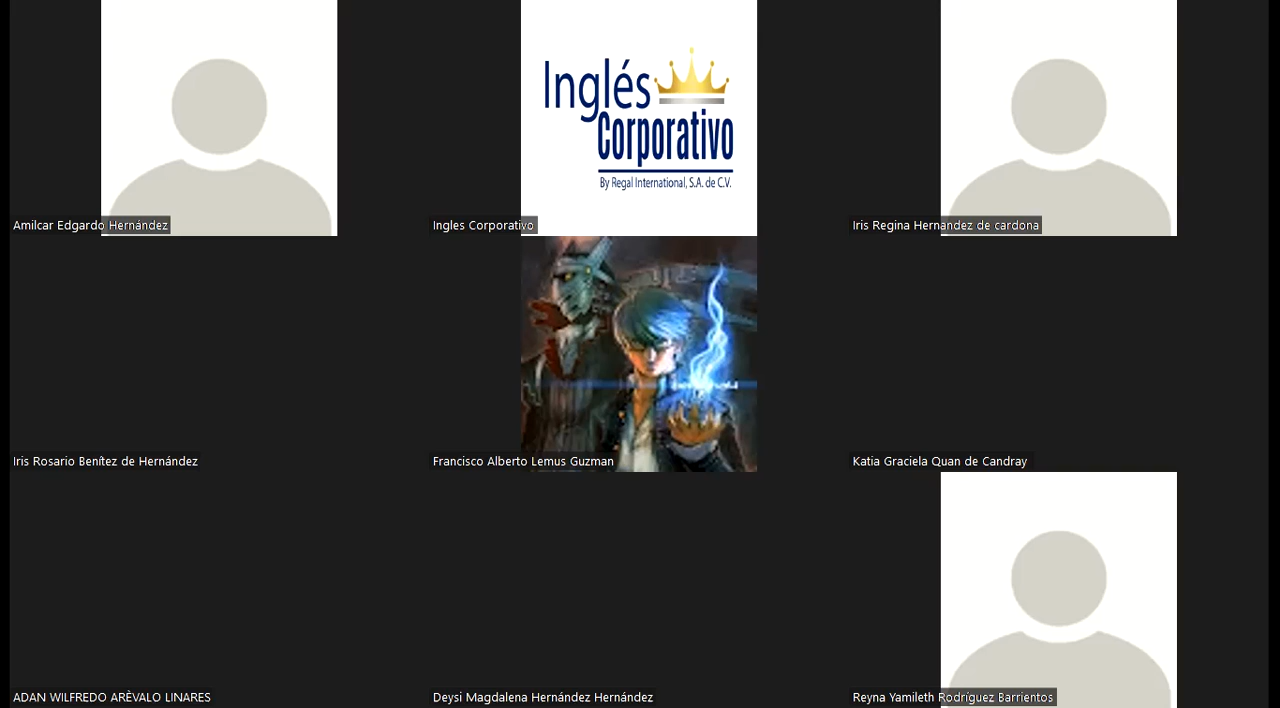 Inglés
Corporativo
By Regal International, S.A. de C.V.
Amilcar Edgardo Hernández
Ingles Corporativo
Iris Regina Hernandez de cardona
Iris Rosario Benítez de Hernández
Francisco Alberto Lemus Guzman
Katia Graciela Quan de Candray
ADAN WILFREDO ARÈVALO LINARES
Deysi Magdalena Hernández Hernández
Reyna Yamileth Rodríguez Barrientos